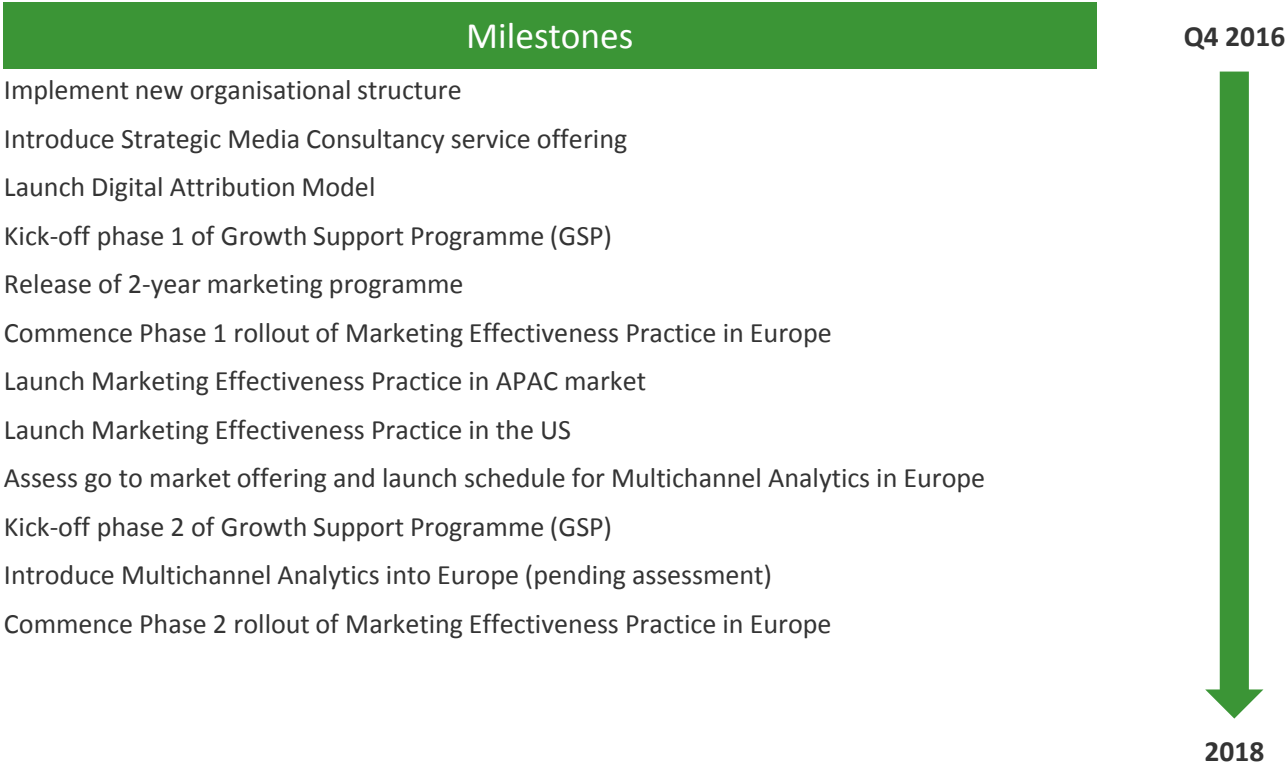 Milestones
Q4 2016
Implement new organisational structure
Introduce Strategic Media Consultancy service offering
Launch Digital Attribution Model
Kick-off phase 1 of Growth Support Programme (GSP)
Release of 2-year marketing programme
Commence Phase 1 rollout of Marketing Effectiveness Practice in Europe
Launch Marketing Effectiveness Practice in APAC market
Launch Marketing Effectiveness Practice in the US
Assess go to market offering and launch schedule for Multichannel Analytics in Europe
Kick-off phase 2 of Growth Support Programme (GSP)
Introduce Multichannel Analytics into Europe (pending assessment)
Commence Phase 2 rollout of Marketing Effectiveness Practice in Europe
2018